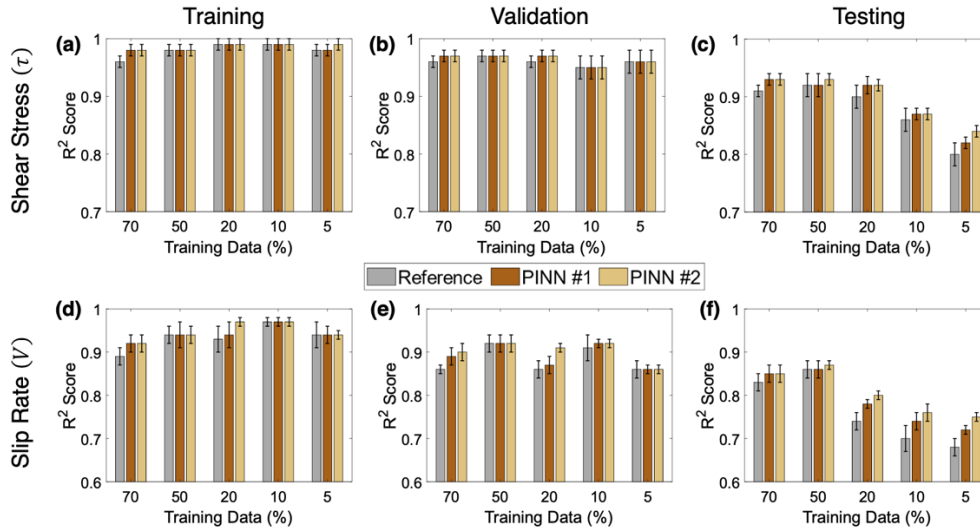 Training Validation Testing
Shear Stress (τ)
(a)
R² Score
1
0.9
0.8
0.7
70 50 20 10 5
Training Data (%)
(b)
R² Score
1
0.9
0.8
0.7
70 50 20 10 5
Training Data (%)
(c)
R² Score
1
0.9
0.8
0.7
70 50 20 10 5
Training Data (%)
Reference PINN #1 PINN #2
Slip Rate (V)
(d)
R² Score
1
0.9
0.8
0.7
0.6
70 50 20 10 5
Training Data (%)
(e)
R² Score
1
0.9
0.8
0.7
0.6
70 50 20 10 5
Training Data (%)
(f)
R² Score
1
0.9
0.8
0.7
0.6
70 50 20 10 5
Training Data (%)